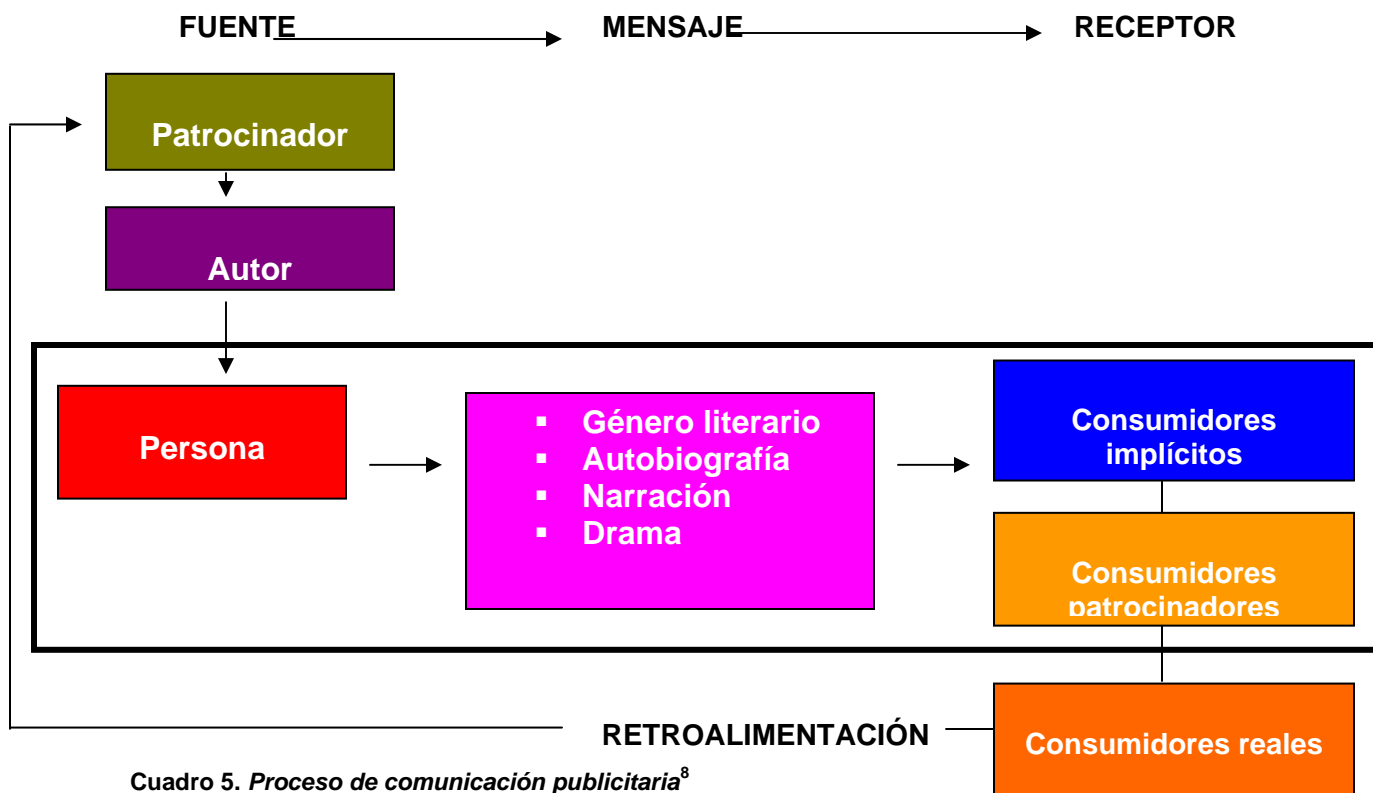 FUENTE MENSAJE RECEPTOR
Patrocinador
Autor
Persona
▪ Género literario
▪ Autobiografía
▪ Narración
▪ Drama
Consumidores
implícitos
Consumidores
patrocinadores
Consumidores reales
RETROALIMENTACIÓN
Cuadro 5. Proceso de comunicación publicitaria⁸